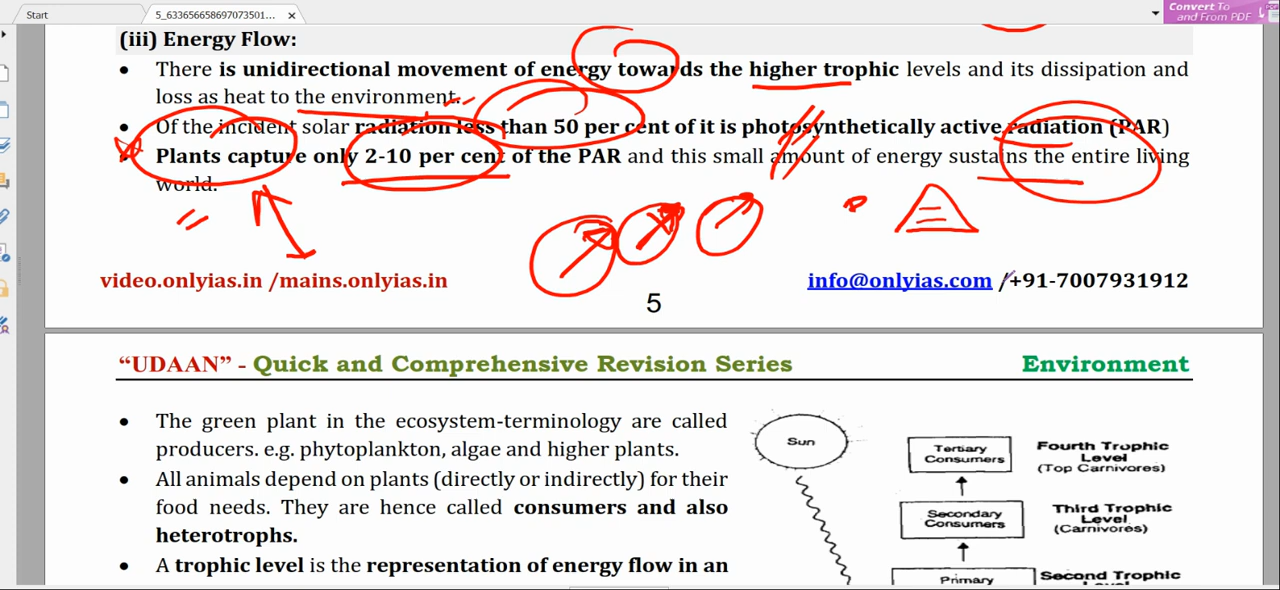 Start
5_633656658697073501...
Convert To
and From PDF
(iii) Energy Flow:
• There is unidirectional movement of energy towards the higher trophic levels and its dissipation and
loss as heat to the environment.
• Of the incident solar radiation less than 50 per cent of it is photosynthetically active radiation (PAR)
• Plants capture only 2-10 per cent of the PAR and this small amount of energy sustains the entire living
world.
video.onlyias.in /mains.onlyias.in
info@onlyias.com /+91-7007931912
5
“UDAAN” - Quick and Comprehensive Revision Series
Environment
• The green plant in the ecosystem-terminology are called
producers. e.g. phytoplankton, algae and higher plants.
• All animals depend on plants (directly or indirectly) for their
food needs. They are hence called consumers and also
heterotrophs.
• A trophic level is the representation of energy flow in an
Sun
Tertiary
Consumers
Fourth Trophic
Level
(Top Carnivores)
Secondary
Consumers
Third Trophic
Level
(Carnivores)
Primary
Second Trophic